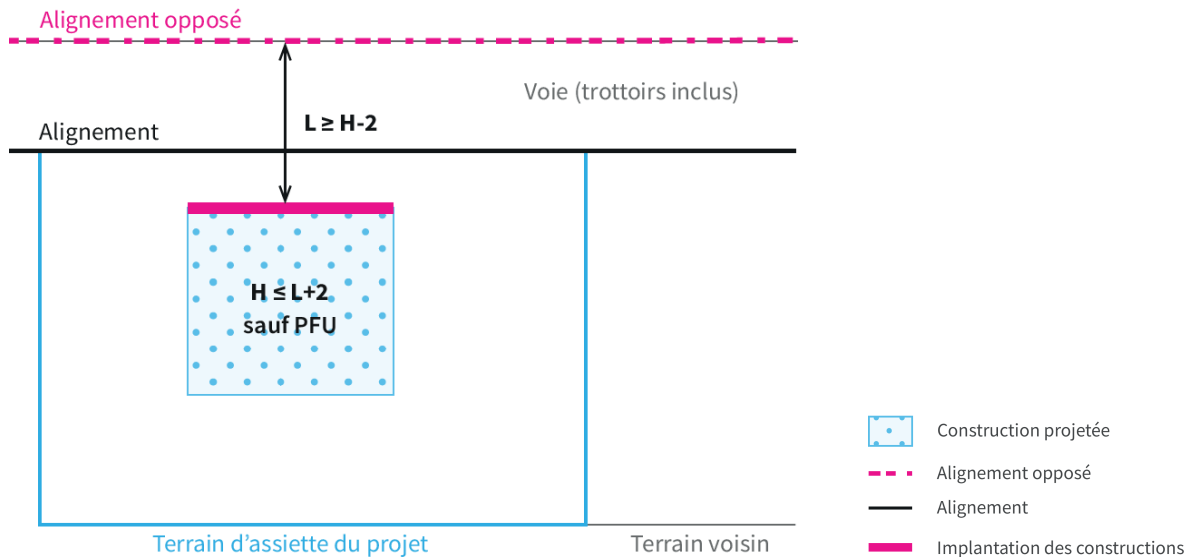 Alignement opposé
Voie (trottoirs inclus)
L ≥ H-2
Alignement
H ≤ L+2
sauf PFU
Terrain d’assiette du projet
Terrain voisin
Construction projetée
Alignement opposé
Alignement
Implantation des constructions